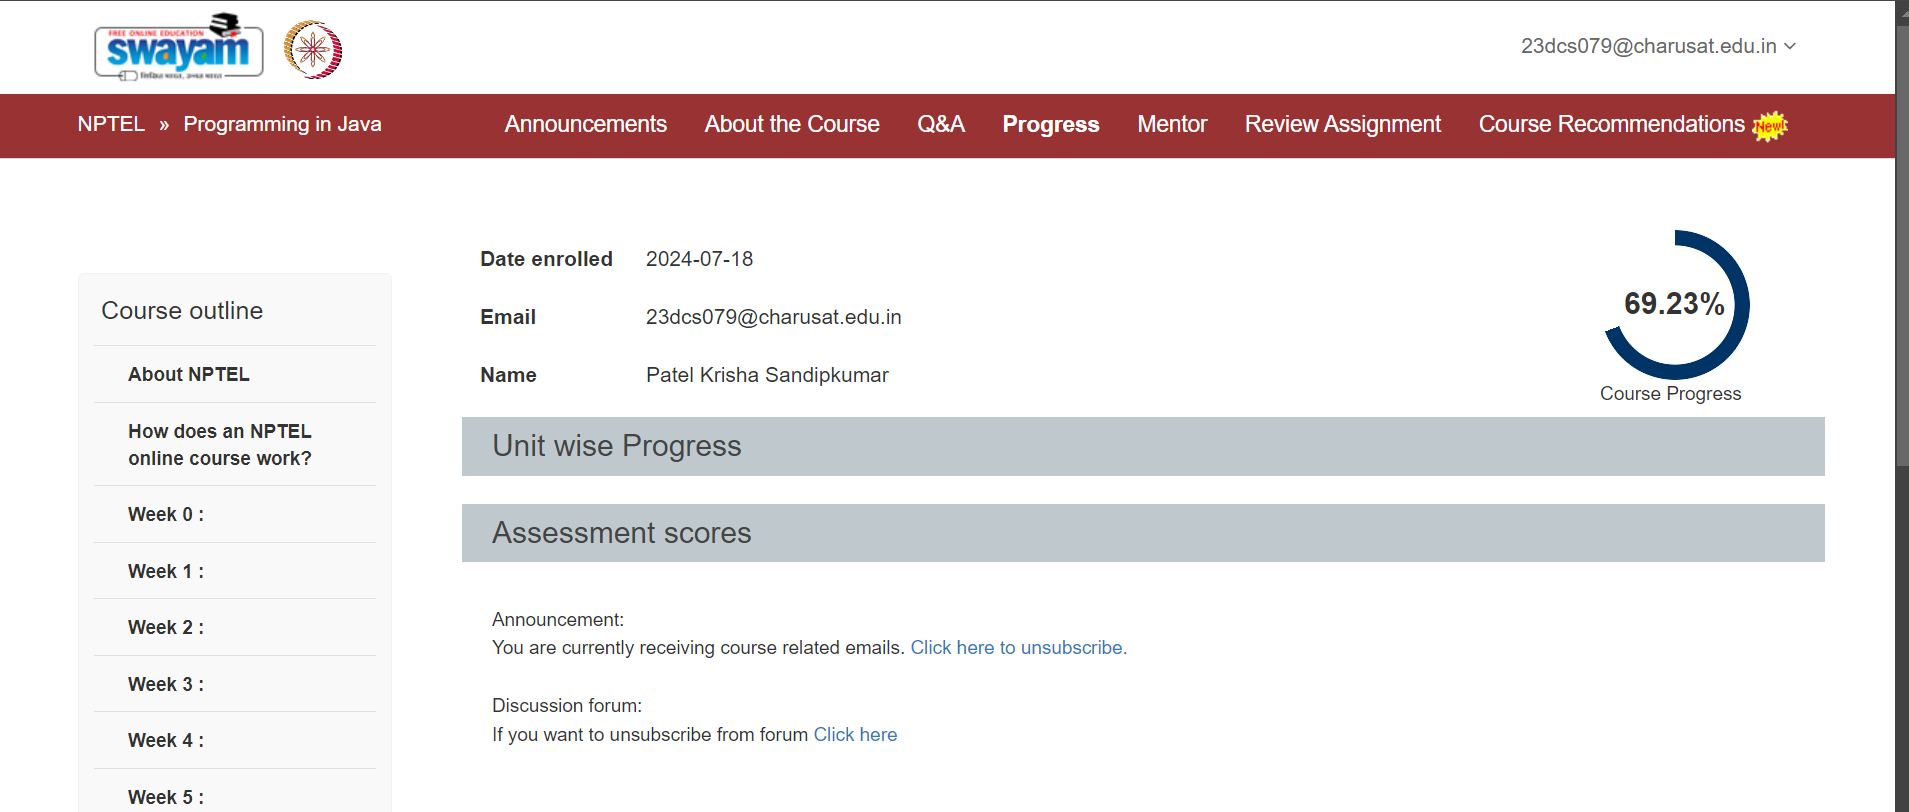 FREE ONLINE EDUCATION
swayam
23dcs079@charusat.edu.in
NPTEL » Programming in Java
Announcements About the Course Q&A Progress Mentor Review Assignment Course Recommendations New!
Date enrolled 2024-07-18
Email 23dcs079@charusat.edu.in
Name Patel Krisha Sandipkumar
69.23%
Course Progress
Course outline
About NPTEL
How does an NPTEL
online course work?
Week 0 :
Week 1 :
Week 2 :
Week 3 :
Week 4 :
Week 5 :
Unit wise Progress
Assessment scores
Announcement:
You are currently receiving course related emails. Click here to unsubscribe.
Discussion forum:
If you want to unsubscribe from forum Click here